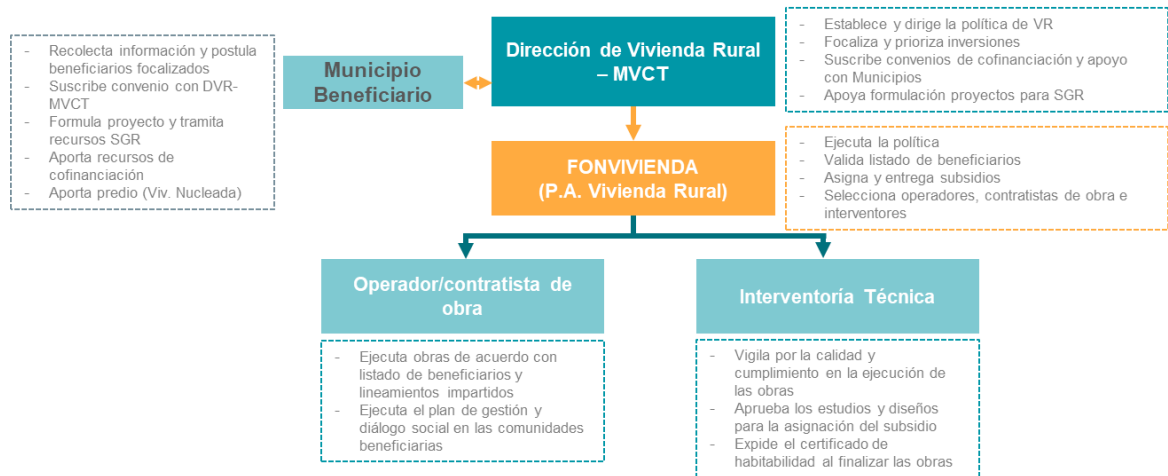 - Recolecta información y postula
beneficiarios focalizados
- Suscribe convenio con DVR-
MVCT
- Formula proyecto y tramita
recursos SGR
- Aporta recursos de
cofinanciación
- Aporta predio (Viv. Nucleada)
Municipio
Beneficiario
Dirección de Vivienda Rural
– MVCT
- Establece y dirige la política de VR
- Focaliza y prioriza inversiones
- Suscribe convenios de cofinanciación y apoyo
con Municipios
- Apoya formulación proyectos para SGR
FONVIVIENDA
(P.A. Vivienda Rural)
- Ejecuta la política
- Valida listado de beneficiarios
- Asigna y entrega subsidios
- Selecciona operadores, contratistas de obra e
interventores
Operador/contratista de
obra
- Ejecuta obras de acuerdo con
listado de beneficiarios y
lineamientos impartidos
- Ejecuta el plan de gestión y
diálogo social en las comunidades
beneficiarias
Interventoría Técnica
- Vigila por la calidad y
cumplimiento en la ejecución de
las obras
- Aprueba los estudios y diseños
para la asignación del subsidio
- Expide el certificado de
habitabilidad al finalizar las obras